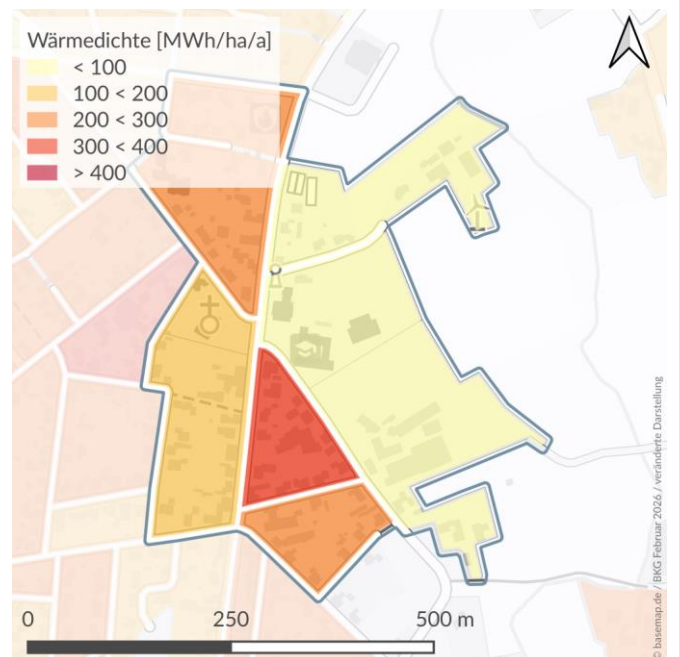 Wärmedichte [MWh/ha/a]
< 100
100 < 200
200 < 300
300 < 400
> 400
0 250 500 m
© basemap.de / BKG Februar 2026 / veränderte Darstellung